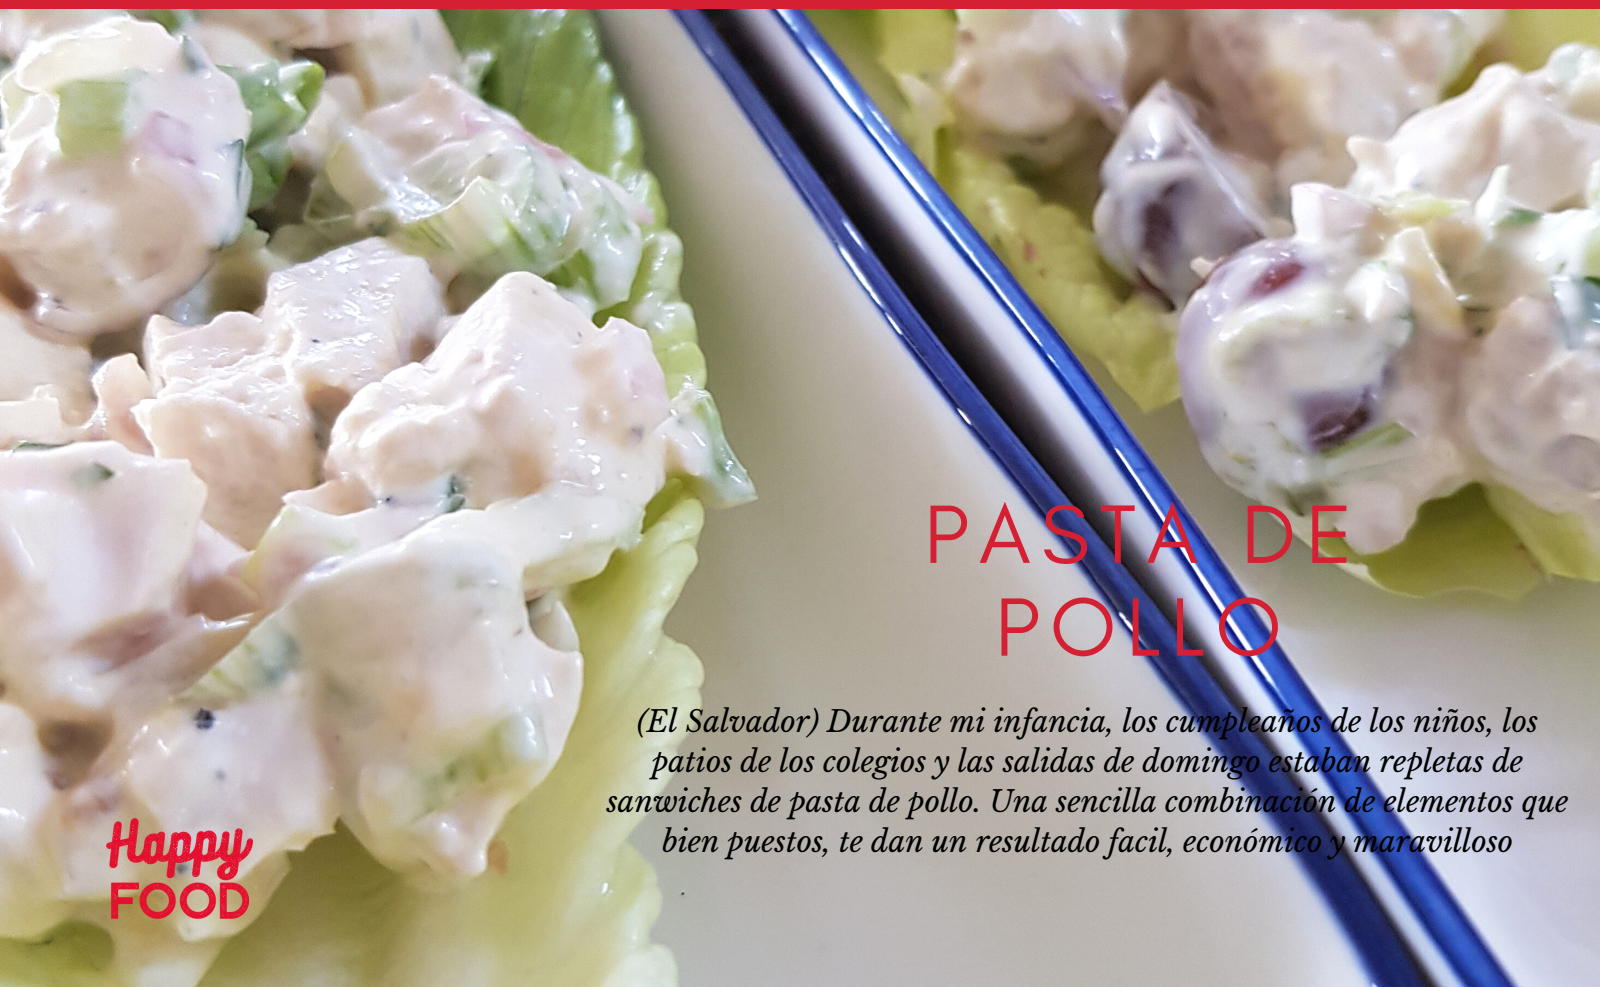 PASTA DE
POLLO
(El Salvador) Durante mi infancia, los cumpleaños de los niños, los
patios de los colegios y las salidas de domingo estaban repletas de
sanwiches de pasta de pollo. Una sencilla combinación de elementos que
bien puestos, te dan un resultado facil, económico y maravilloso
Happy
FOOD